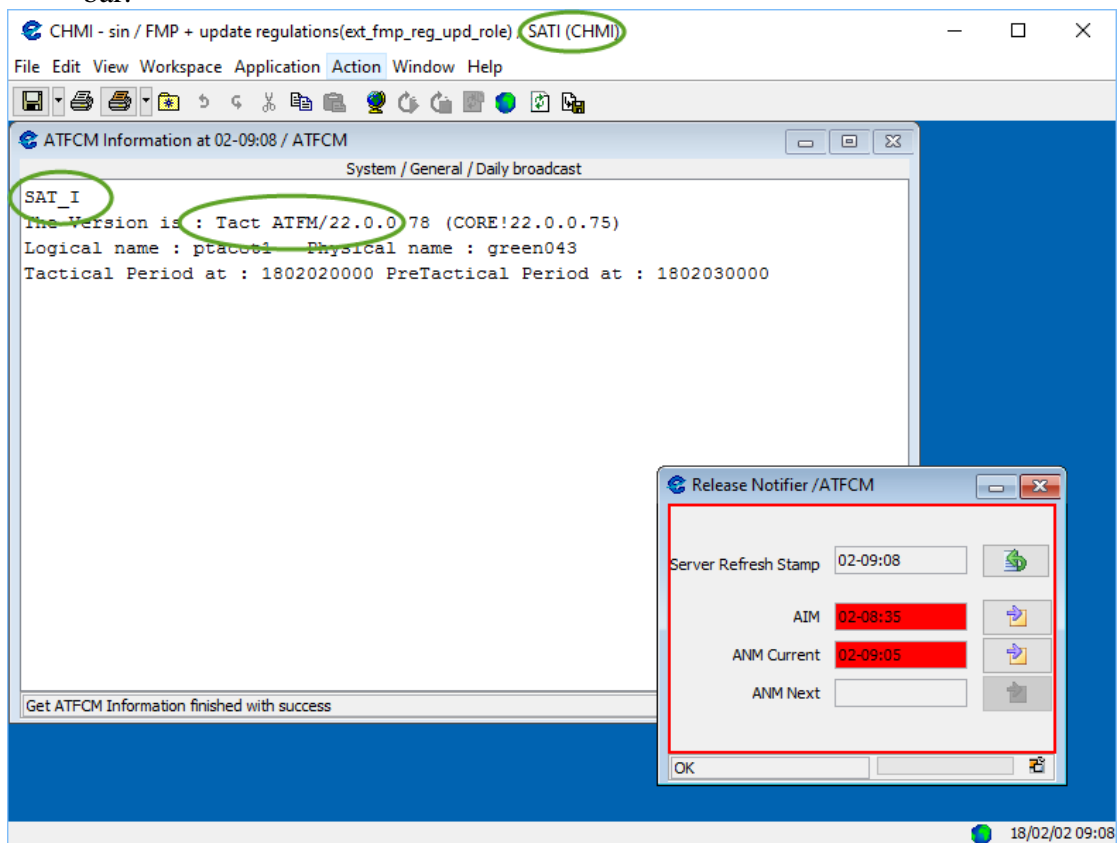 bar.
CHMI - sin / FMP + update regulations(ext_fmp_reg_upd_role) / SATI (CHMI)
File Edit View Workspace Application Action Window Help
ATFCM Information at 02-09:08 / ATFCM
System / General / Daily broadcast
SAT_I
The Version is : Tact ATFM/22.0.0.78 (CORE!22.0.0.75)
Logical name : ptacot1 Physical name : green043
Tactical Period at : 1802020000 PreTactical Period at : 1802030000
Get ATFCM Information finished with success
Release Notifier /ATFCM
Server Refresh Stamp 02-09:08
AIM 02-08:35
ANM Current 02-09:05
ANM Next
OK
18/02/02 09:08